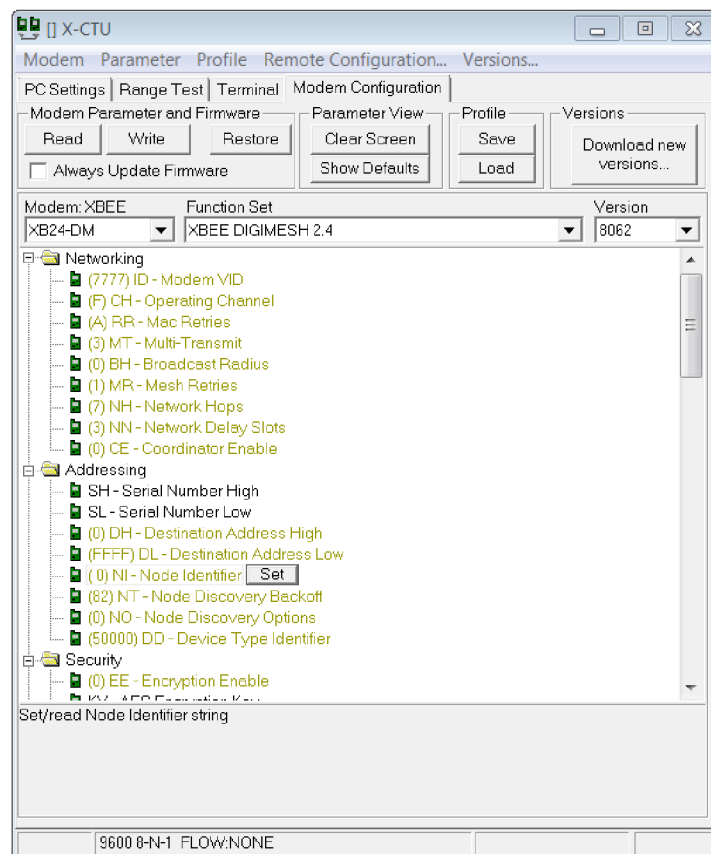 [] X-CTU
Modem Parameter Profile Remote Configuration... Versions...
PC Settings Range Test Terminal Modem Configuration
Modem Parameter and Firmware Parameter View Profile Versions
Read Write Restore Clear Screen Save Download new versions...
Always Update Firmware Show Defaults Load
Modem: XBEE Function Set Version
XB24-DM XBEE DIGIMESH 2.4 8062
Networking
(7777) ID - Modem VID
(F) CH - Operating Channel
(A) RR - Mac Retries
(3) MT - Multi-Transmit
(0) BH - Broadcast Radius
(1) MR - Mesh Retries
(7) NH - Network Hops
(3) NN - Network Delay Slots
(0) CE - Coordinator Enable
Addressing
SH - Serial Number High
SL - Serial Number Low
(0) DH - Destination Address High
(FFFF) DL - Destination Address Low
( 0) NI - Node Identifier Set
(82) NT - Node Discovery Backoff
(0) NO - Node Discovery Options
(50000) DD - Device Type Identifier
Security
(0) EE - Encryption Enable
Set/read Node Identifier string
9600 8-N-1 FLOW:NONE